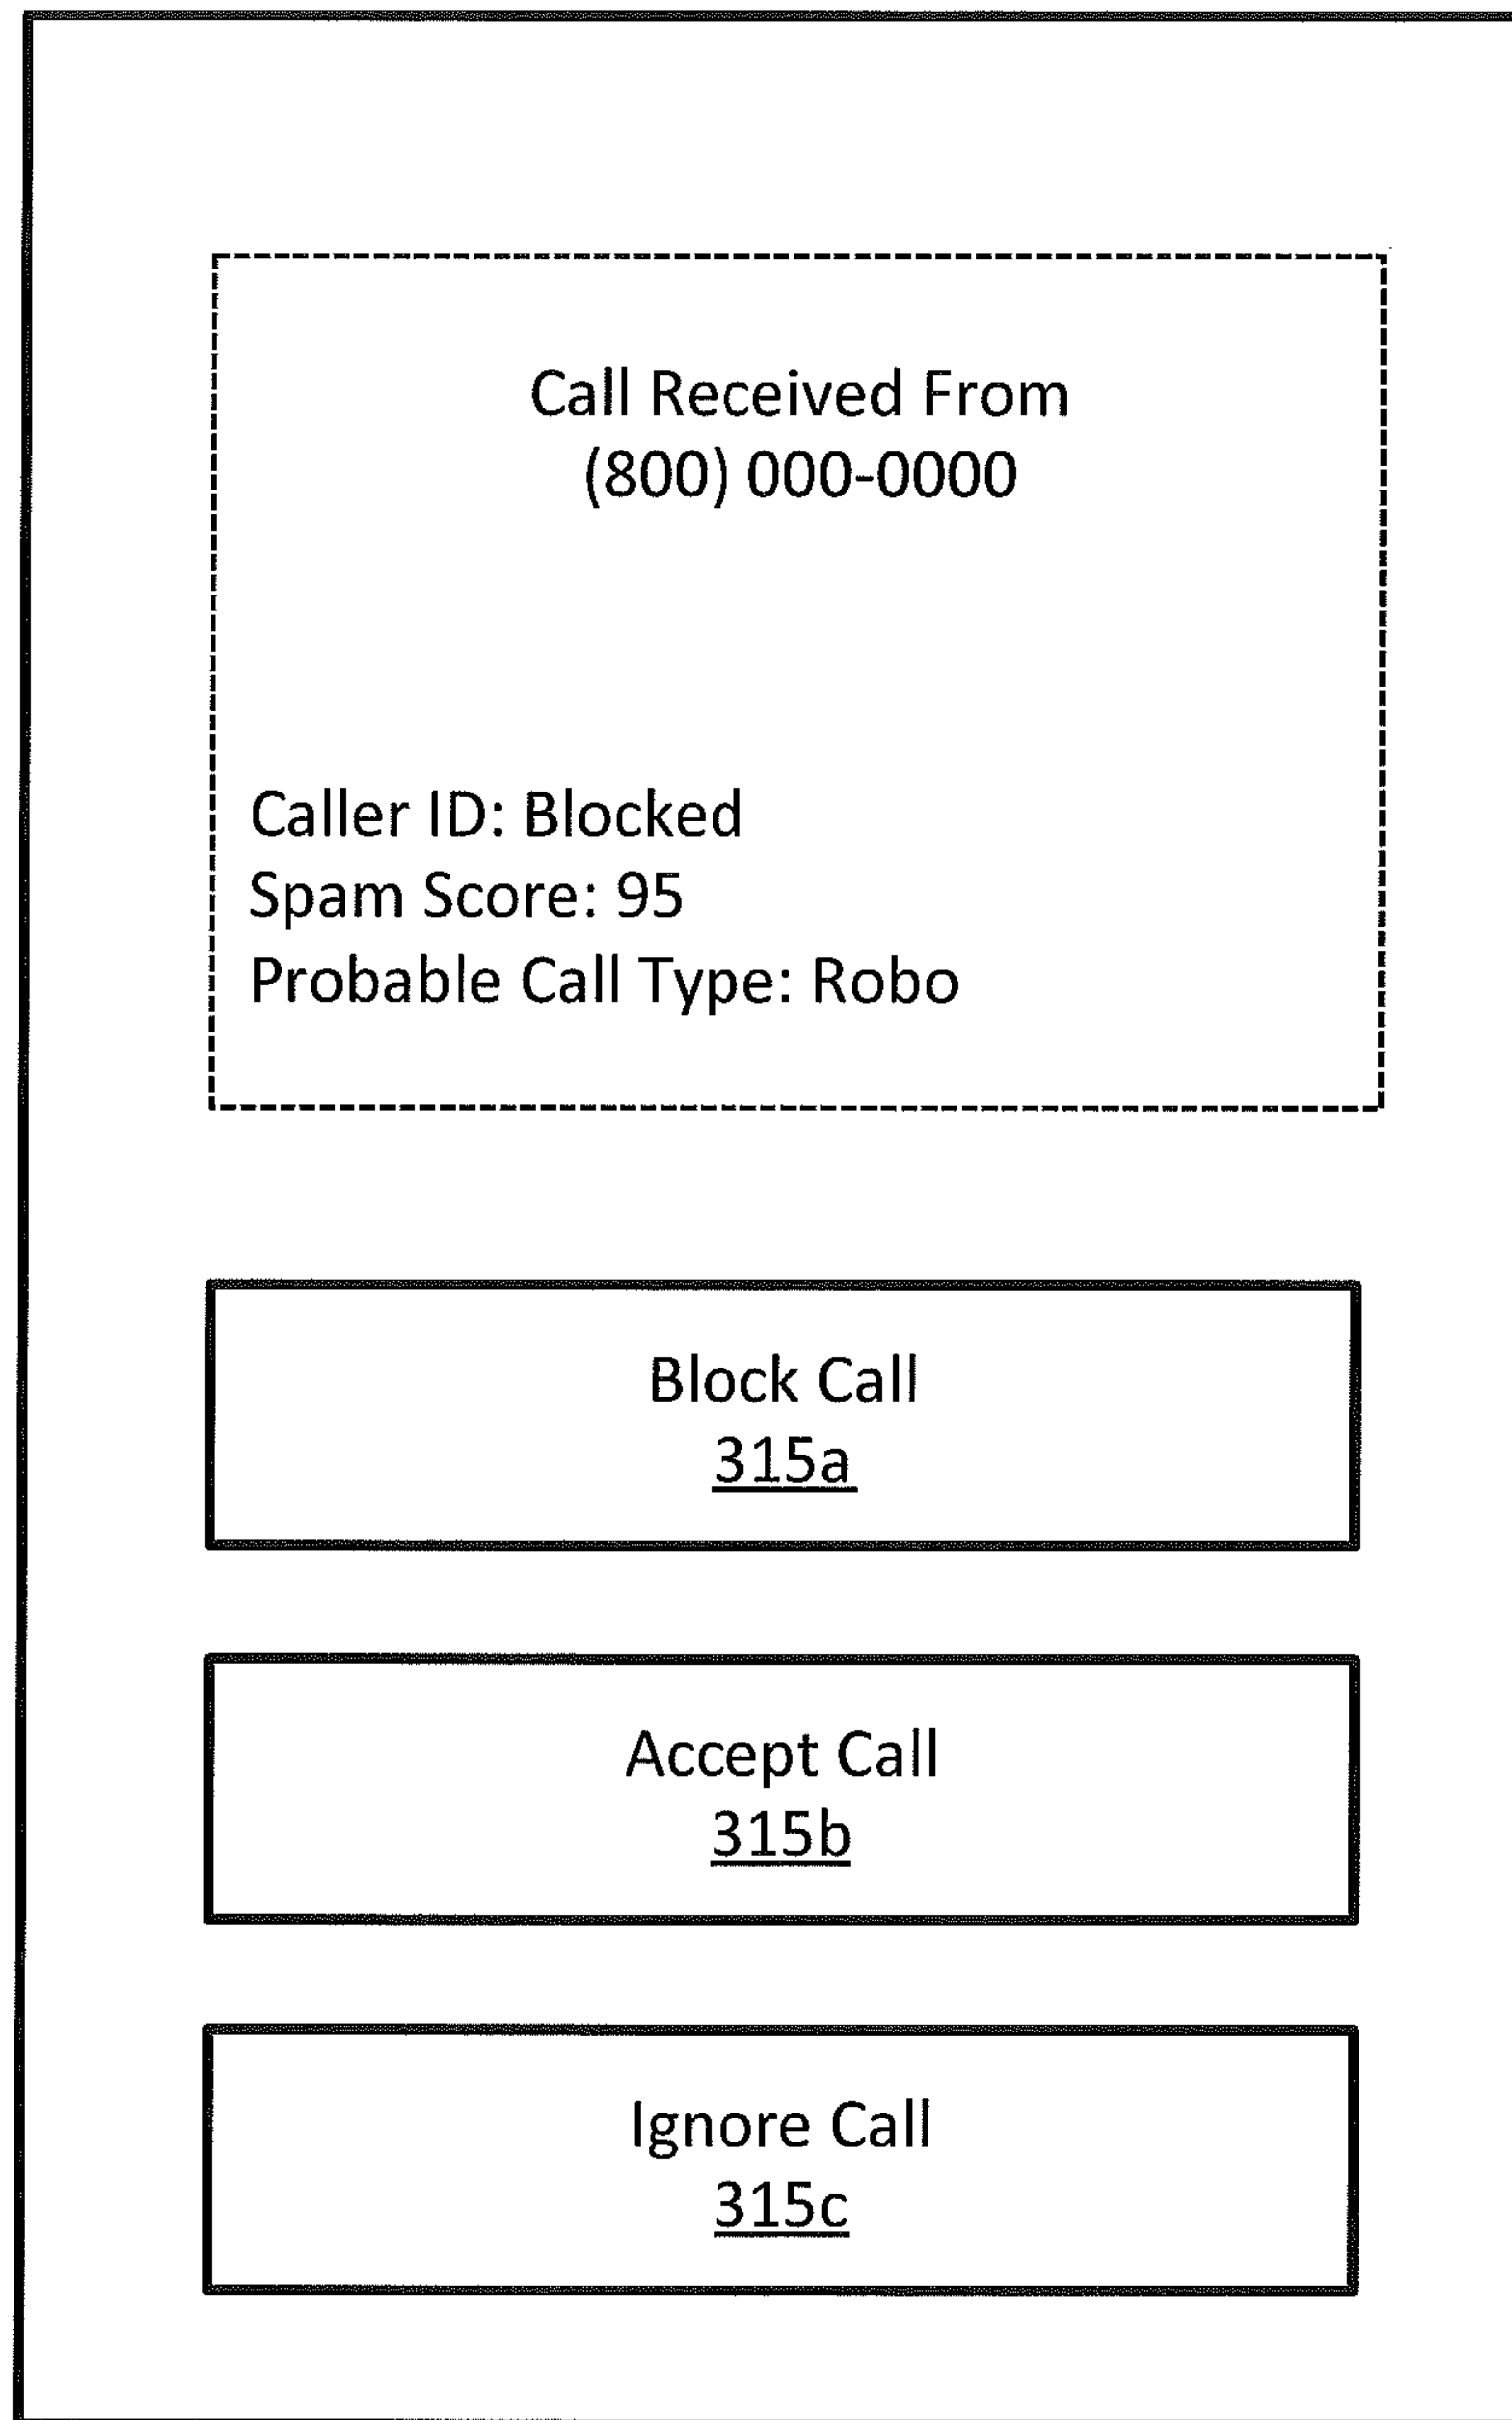 Call Received From
(800) 000-0000
Caller ID: Blocked
Spam Score: 95
Probable Call Type: Robo
Block Call
315a
Accept Call
315b
Ignore Call
315c